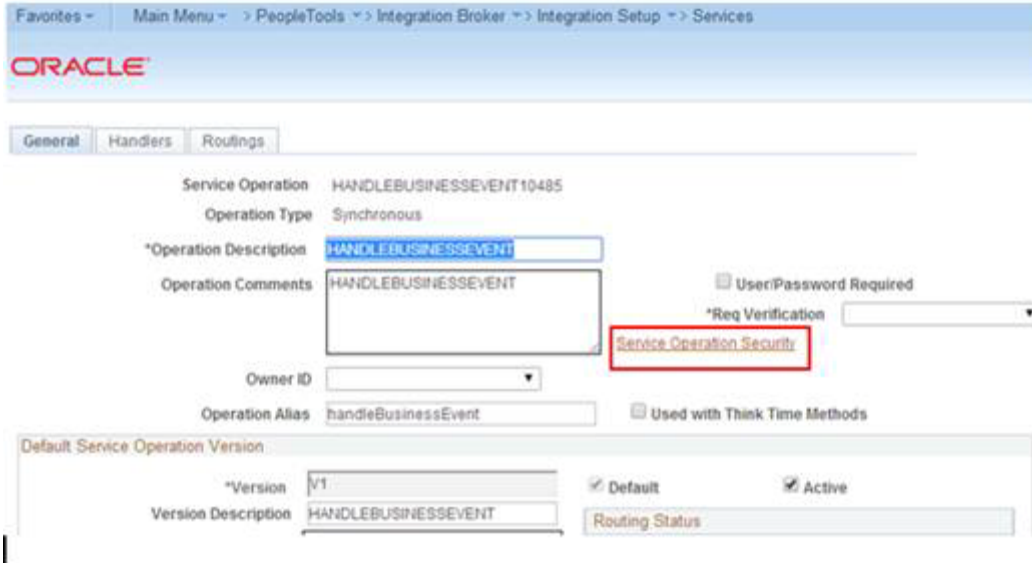 Favorites Main Menu > PeopleTools > Integration Broker > Integration Setup > Services
ORACLE
General Handlers Routings
Service Operation HANDLEBUSINESSEVENT10485
Operation Type Synchronous
*Operation Description HANDLEBUSINESSEVENT
Operation Comments HANDLEBUSINESSEVENT User/Password Required
*Req Verification
Service Operation Security
Owner ID
Operation Alias handleBusinessEvent Used with Think Time Methods
Default Service Operation Version
*Version V1 Default Active
Version Description HANDLEBUSINESSEVENT Routing Status